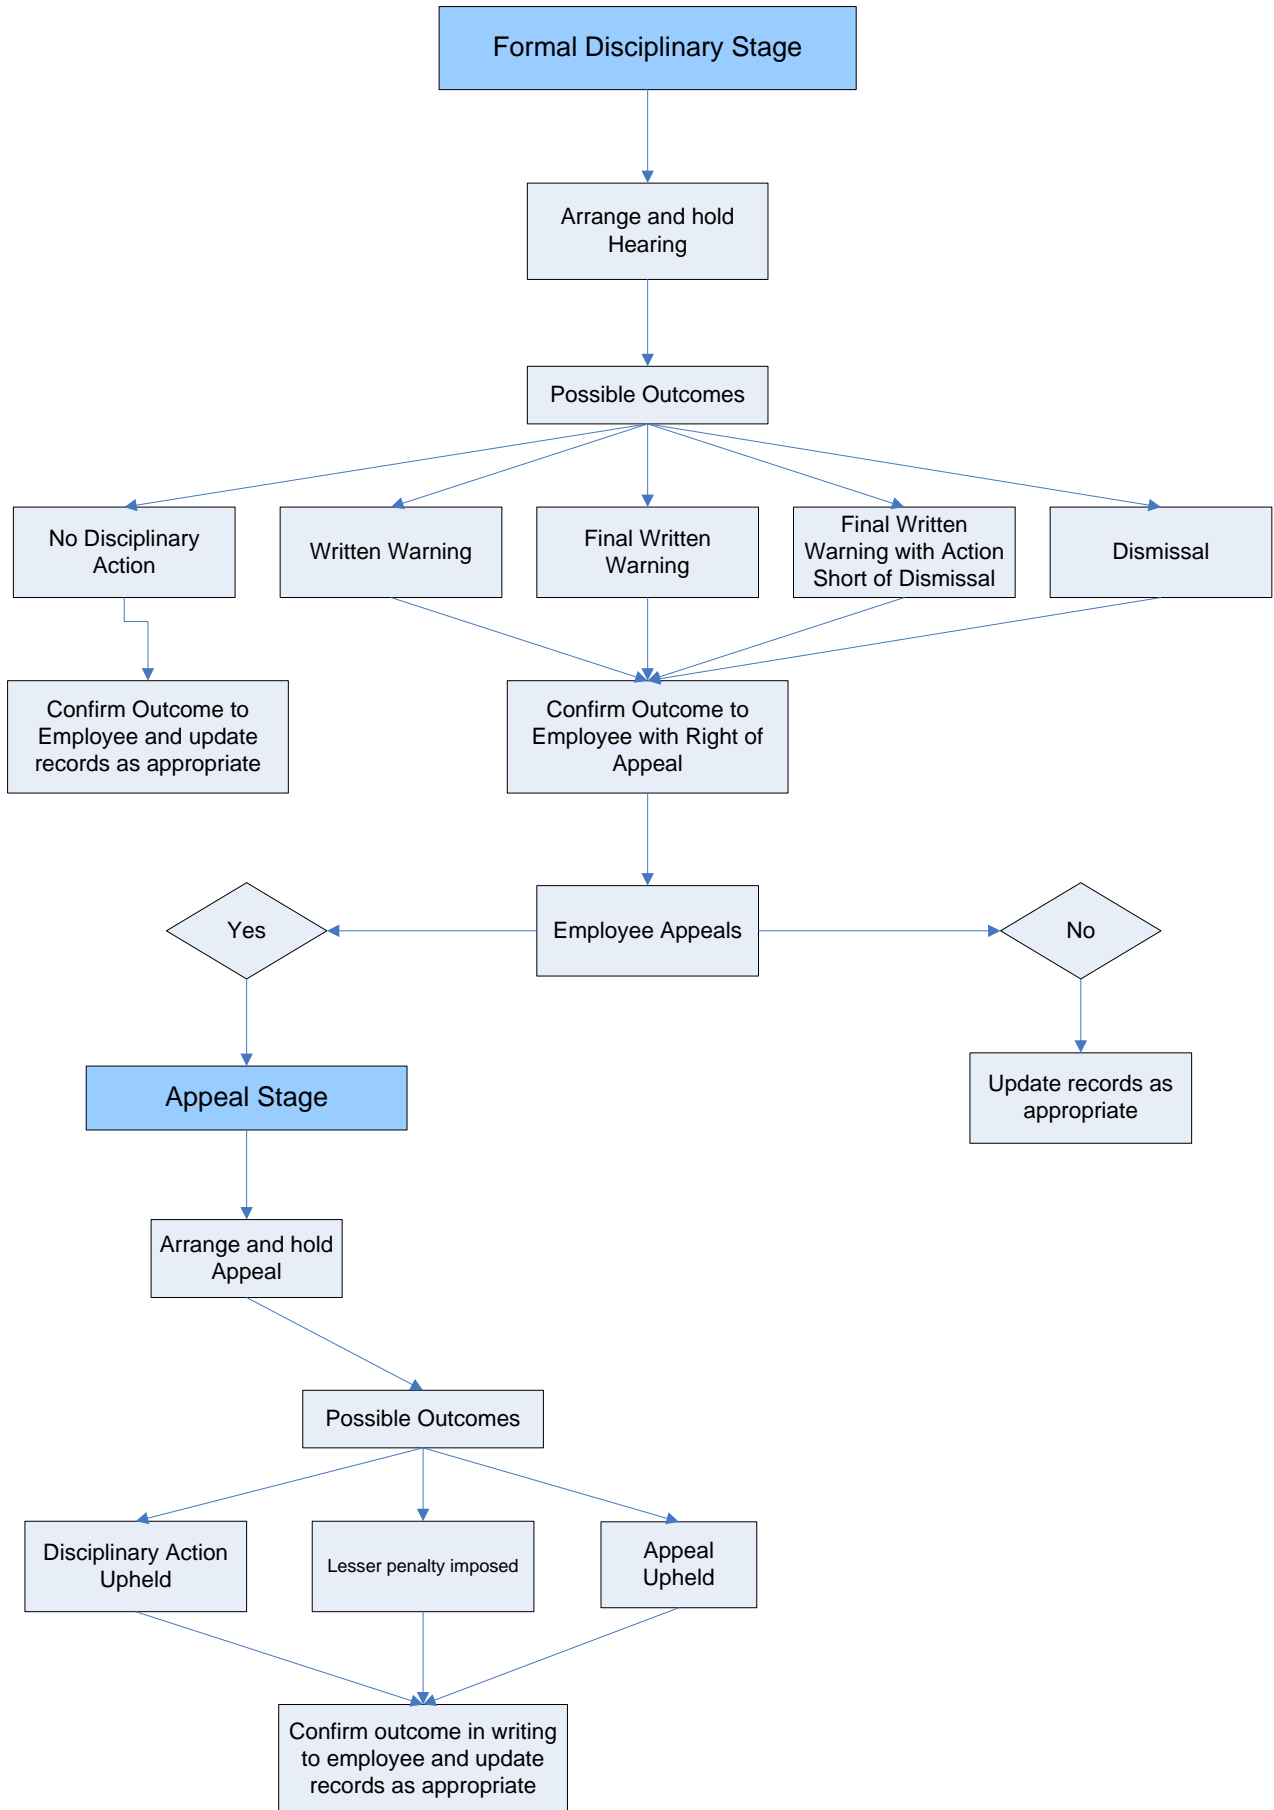 Formal Disciplinary Stage
Arrange and hold
Hearing
Possible Outcomes
No Disciplinary
Action
Written Warning
Final Written
Warning
Final Written
Warning with Action
Short of Dismissal
Dismissal
Confirm Outcome to
Employee and update
records as appropriate
Confirm Outcome to
Employee with Right of
Appeal
Yes
Employee Appeals
No
Appeal Stage
Update records as
appropriate
Arrange and hold
Appeal
Possible Outcomes
Disciplinary Action
Upheld
Lesser penalty imposed
Appeal
Upheld
Confirm outcome in writing
to employee and update
records as appropriate